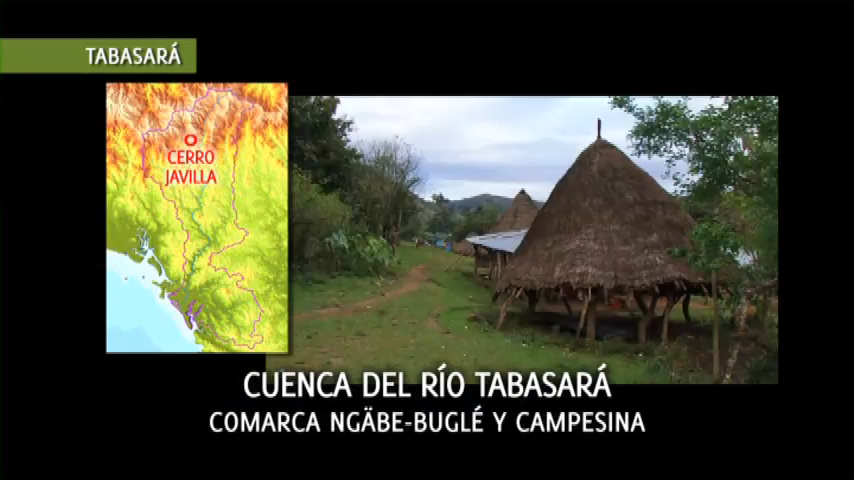 TABASARÁ
CERRO
JAVILLA
CUENCA DEL RÍO TABASARÁ
COMARCA NGÄBE-BUGLÉ Y CAMPESINA